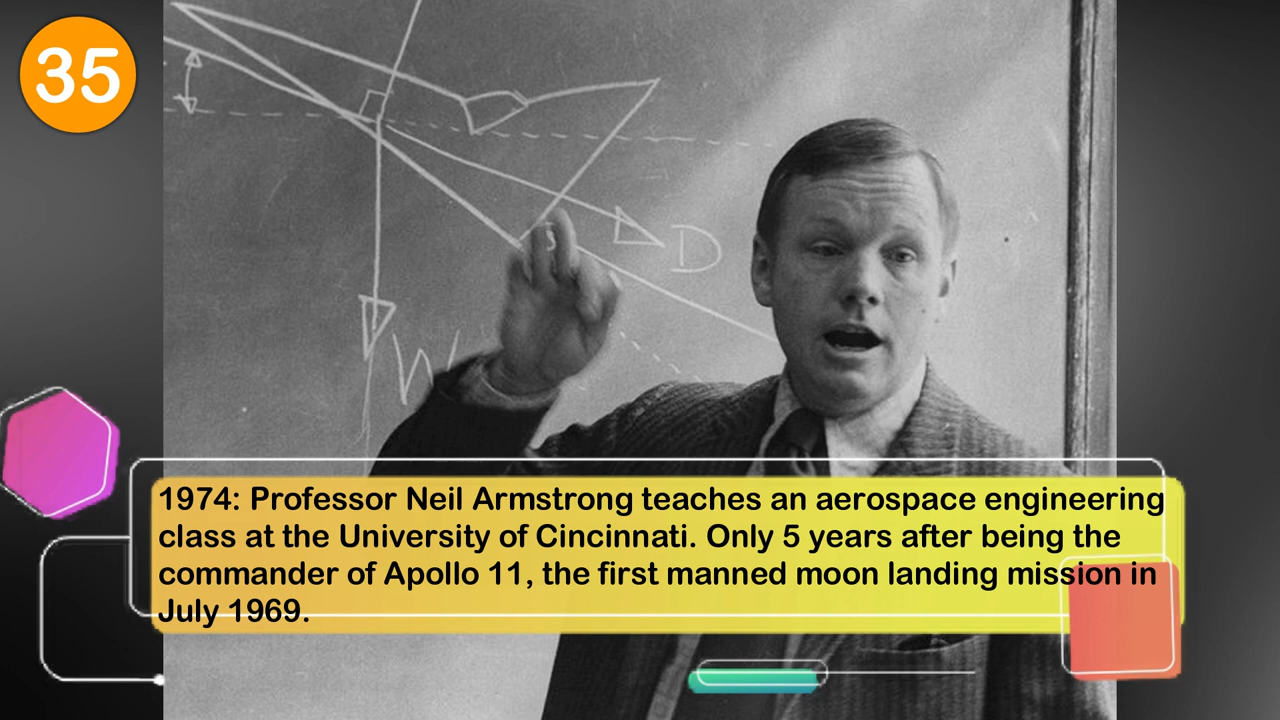 35
D
W
1974: Professor Neil Armstrong teaches an aerospace engineering
class at the University of Cincinnati. Only 5 years after being the
commander of Apollo 11, the first manned moon landing mission in
July 1969.